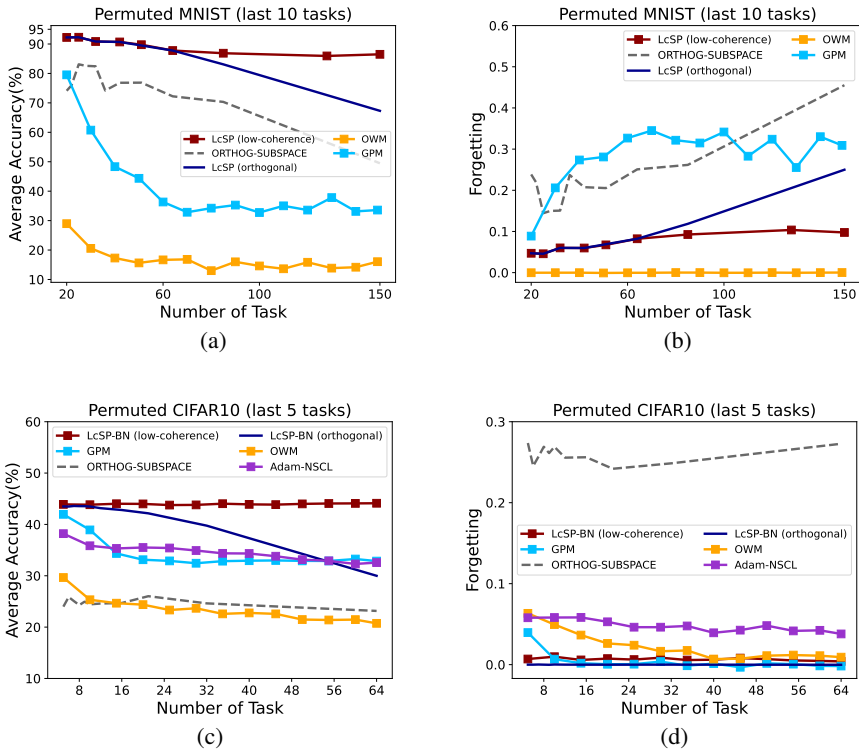 Permuted MNIST (last 10 tasks)
Average Accuracy(%)
95
90
80
70
60
50
40
30
20
10
LcSP (low-coherence)
ORTHOG-SUBSPACE
LcSP (orthogonal)
OWM
GPM
20
60
100
150
Number of Task
(a)
Permuted MNIST (last 10 tasks)
Forgetting
0.6
0.5
0.4
0.3
0.2
0.1
0.0
LcSP (low-coherence)
ORTHOG-SUBSPACE
LcSP (orthogonal)
OWM
GPM
20
60
100
150
Number of Task
(b)
Permuted CIFAR10 (last 5 tasks)
Average Accuracy(%)
60
50
40
30
20
10
LcSP-BN (low-coherence)
GPM
ORTHOG-SUBSPACE
LcSP-BN (orthogonal)
OWM
Adam-NSCL
8
16
24
32
40
48
56
64
Number of Task
(c)
Permuted CIFAR10 (last 5 tasks)
Forgetting
0.3
0.2
0.1
0.0
LcSP-BN (low-coherence)
GPM
ORTHOG-SUBSPACE
LcSP-BN (orthogonal)
OWM
Adam-NSCL
8
16
24
32
40
48
56
64
Number of Task
(d)